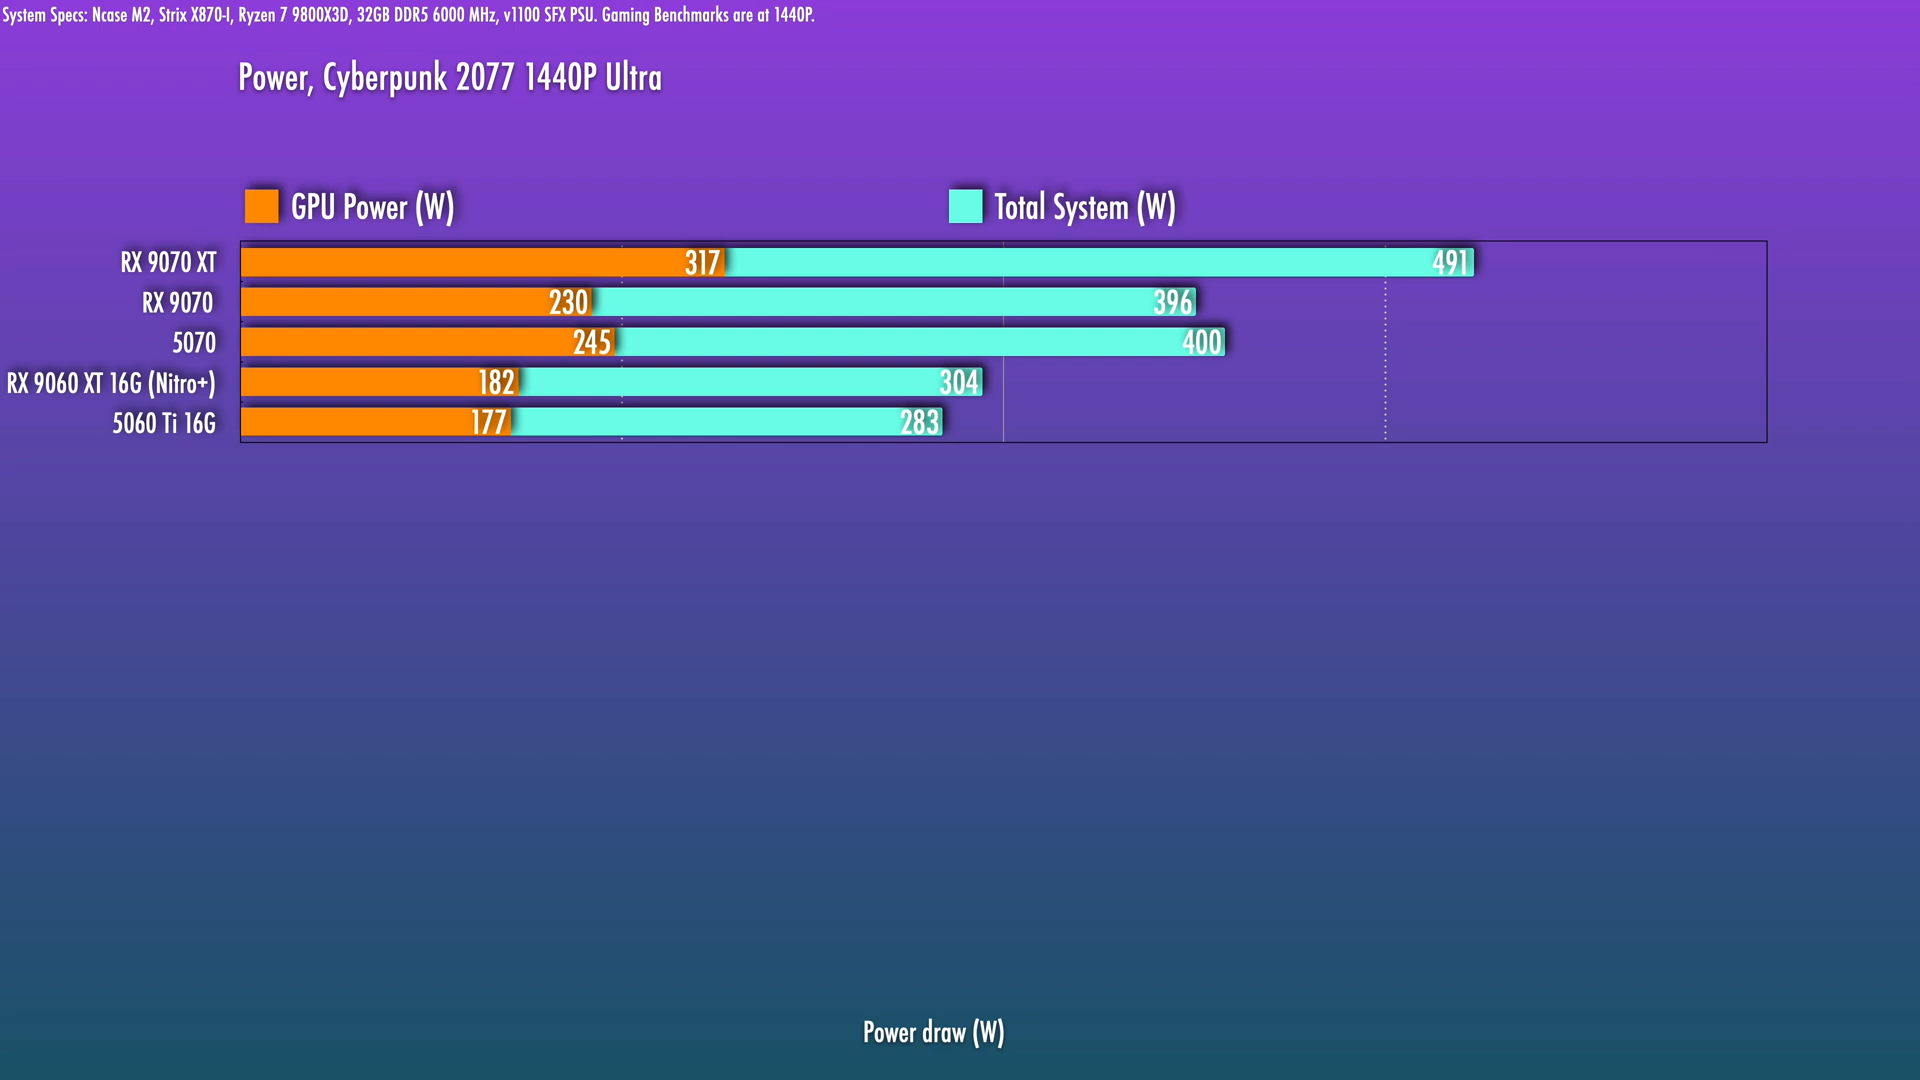 System Specs: Ncase M2, Strix X870-I, Ryzen 7 9800X3D, 32GB DDR5 6000 MHz, v1100 SFX PSU. Gaming Benchmarks are at 1440P.
Power, Cyberpunk 2077 1440P Ultra
GPU Power (W) Total System (W)
RX 9070 XT 317 491
RX 9070 230 396
5070 245 400
RX 9060 XT 16G (Nitro+) 182 304
5060 Ti 16G 177 283
Power draw (W)